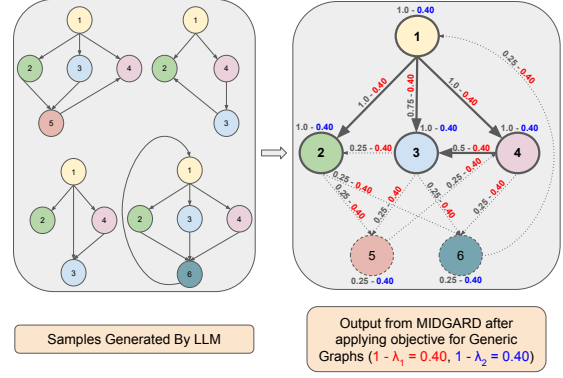 1
2
3
4
5
1
2
4
3
1
2
4
3
1
2
3
4
6
Samples Generated By LLM
1.0 - 0.40
1
0.25 - 0.40
1.0 - 0.40
0.75 - 0.40
1.0 - 0.40
1.0 - 0.40
1.0 - 0.40
1.0 - 0.40
2
0.25 - 0.40
3
0.5 - 0.40
4
0.25 - 0.40
0.25 - 0.40
0.25 - 0.40
0.25 - 0.40
0.25 - 0.40
0.25 - 0.40
5
6
0.25 - 0.40
0.25 - 0.40
Output from MIDGARD after
applying objective for Generic
Graphs (1 - λ₁ = 0.40, 1 - λ₂ = 0.40)